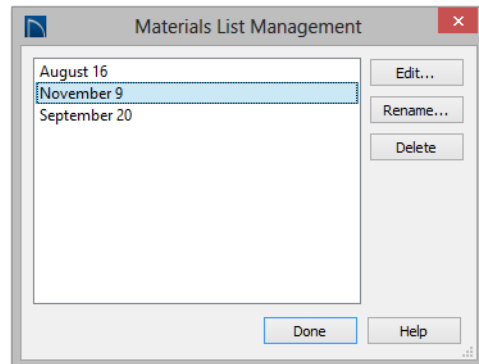 Materials List Management
August 16
November 9
September 20
Edit...
Rename...
Delete
Done
Help